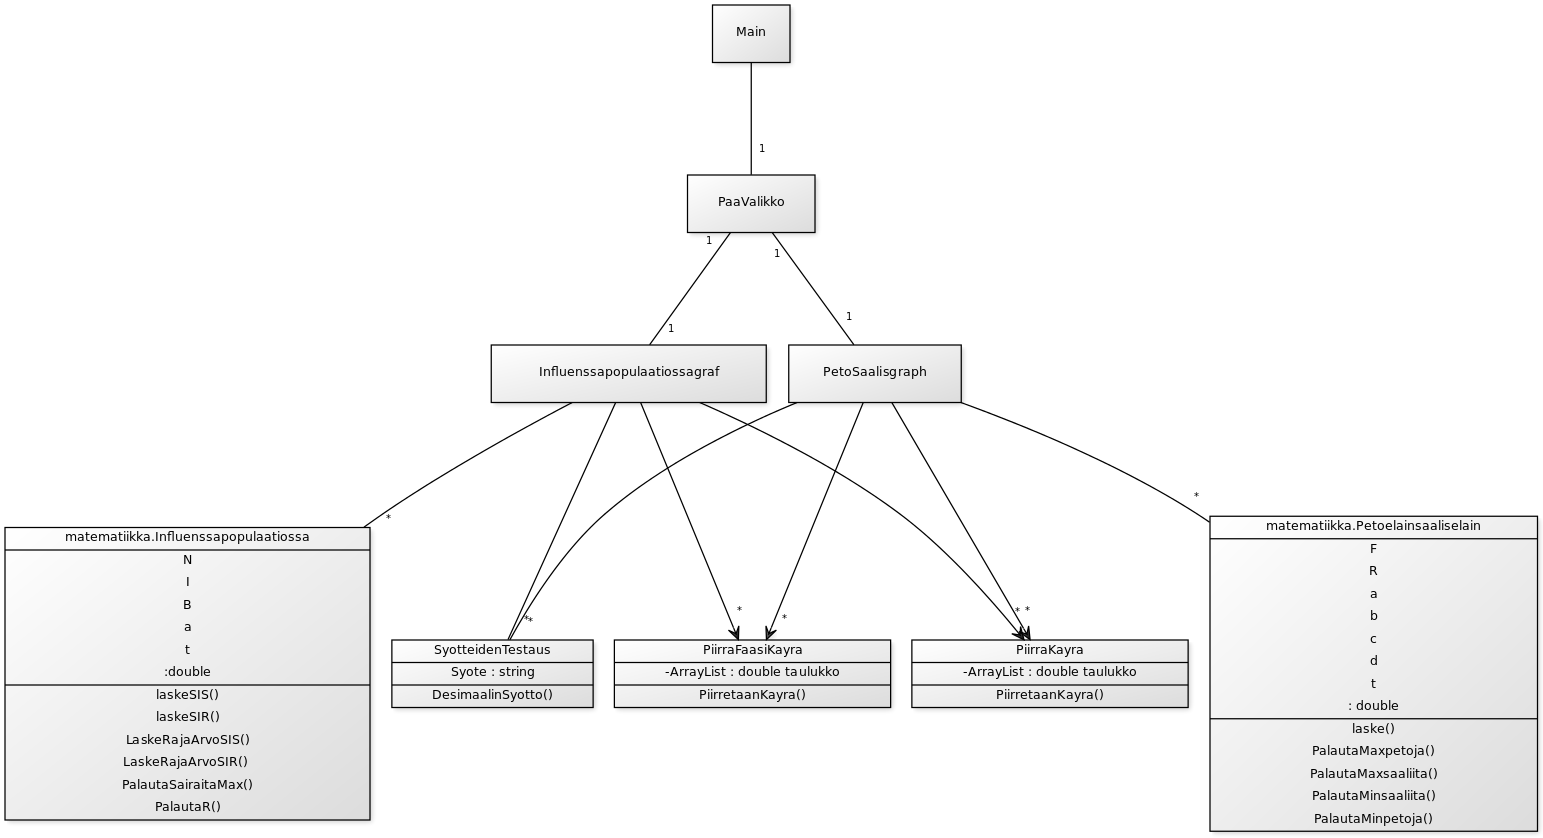 Main
1
PaaValikko
1
1
1
1
Influenssapopulaatiossagraf
PetoSaalisgraph
*
*
matematiikka.Influenssapopulaatiossa
N
I
B
a
t
:double
laskeSIS()
laskeSIR()
LaskeRajaArvoSIS()
LaskeRajaArvoSIR()
PalautaSairaitaMax()
PalautaR()
**
SyotteidenTestaus
Syote : string
DesimaalinSyotto()
*
*
PiirraFaasiKayra
-ArrayList : double taulukko
PiirretaanKayra()
* *
PiirraKayra
-ArrayList : double taulukko
PiirretaanKayra()
matematiikka.Petoelainsaaliselain
F
R
a
b
c
d
t
: double
laske()
PalautaMaxpetoja()
PalautaMaxsaaliita()
PalautaMinsaaliita()
PalautaMinpetoja()